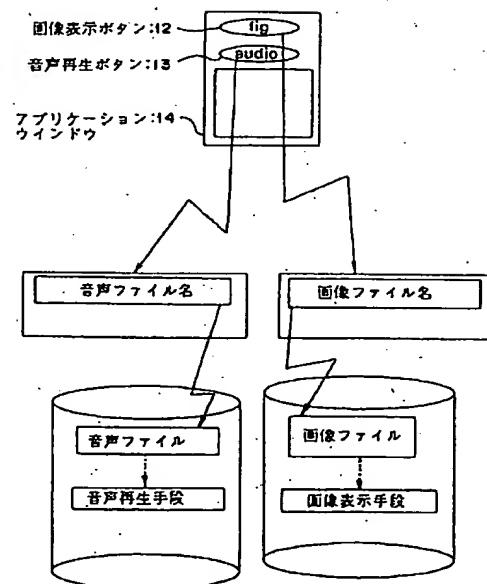 画像表示ボタン:12
fig
音声再生ボタン:13
audio
アプリケーション:14
ウインドウ
音声ファイル名
画像ファイル名
音声ファイル
画像ファイル
音声再生手段
画像表示手段